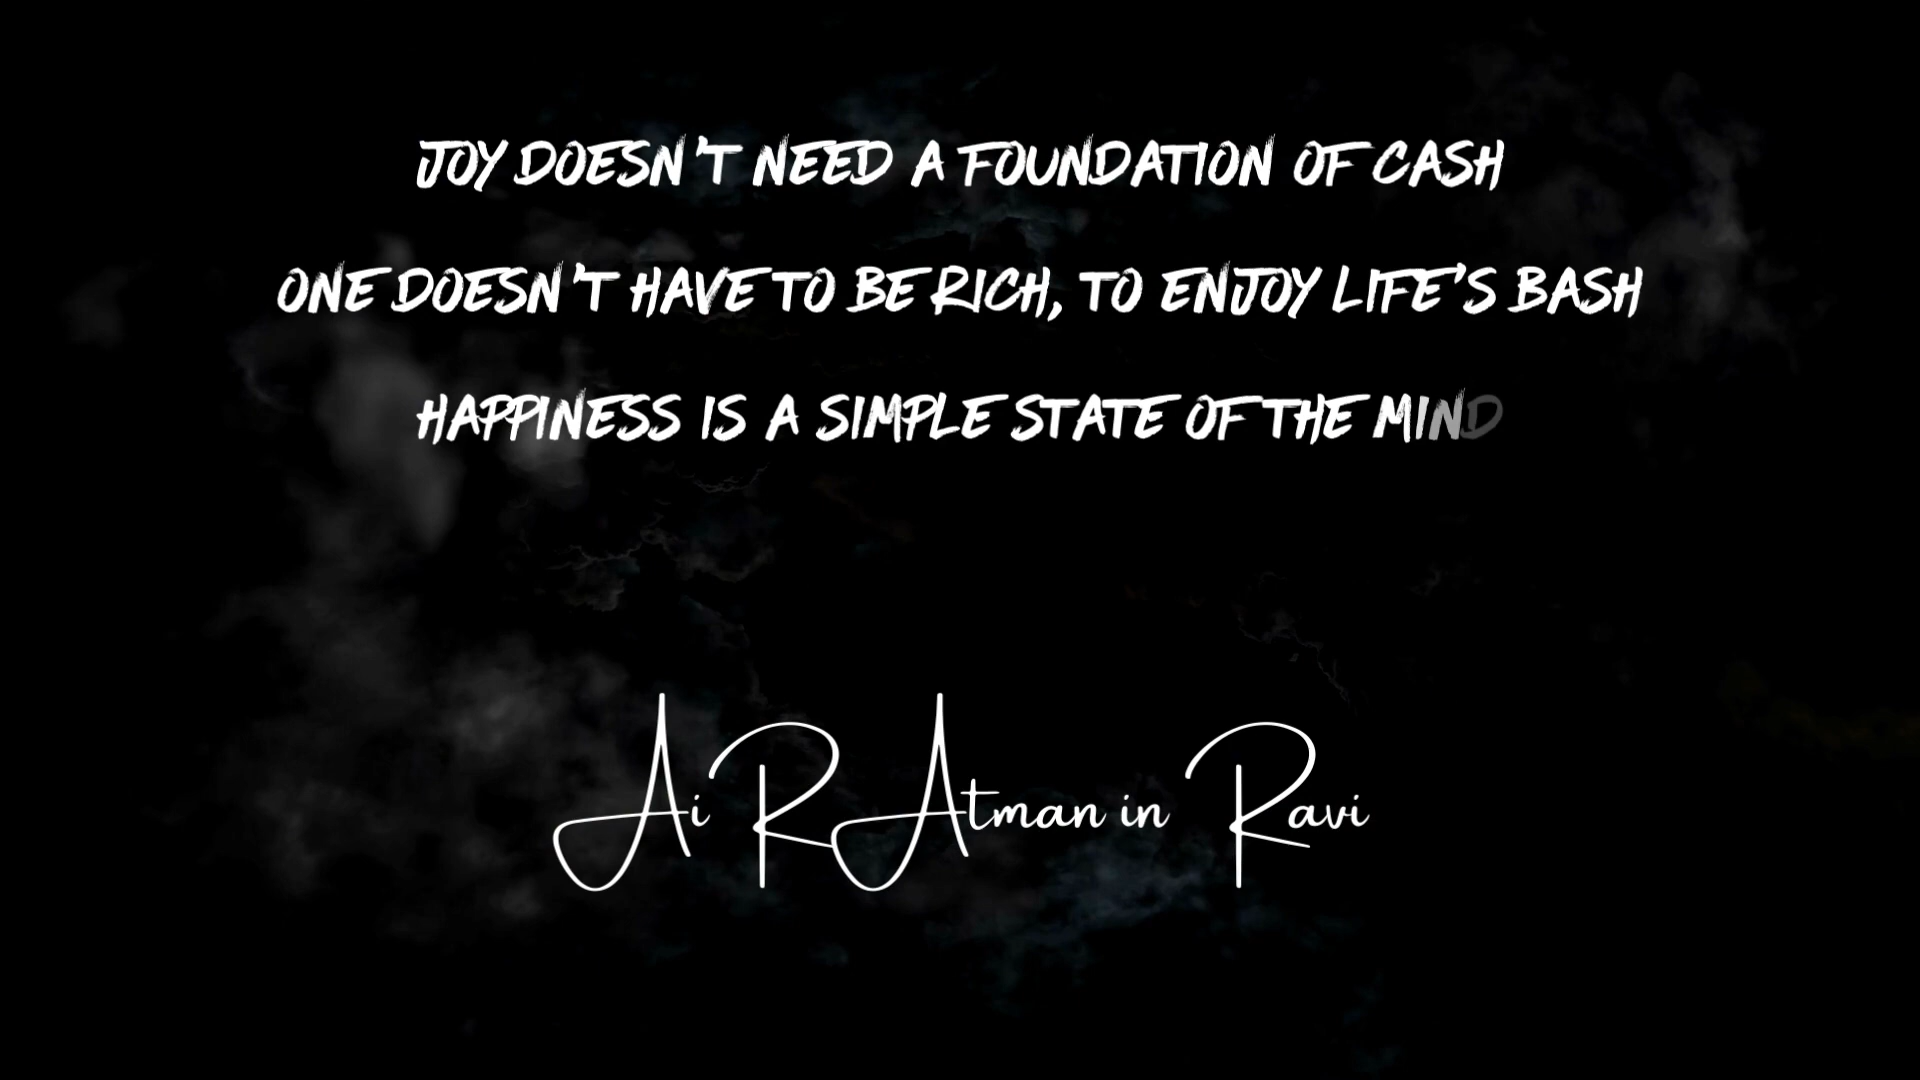 JOY DOESN'T NEED A FOUNDATION OF CASH
ONE DOESN'T HAVE TO BE RICH, TO ENJOY LIFE'S BASH
HAPPINESS IS A SIMPLE STATE OF THE MIND
Ai R Atman in Ravi